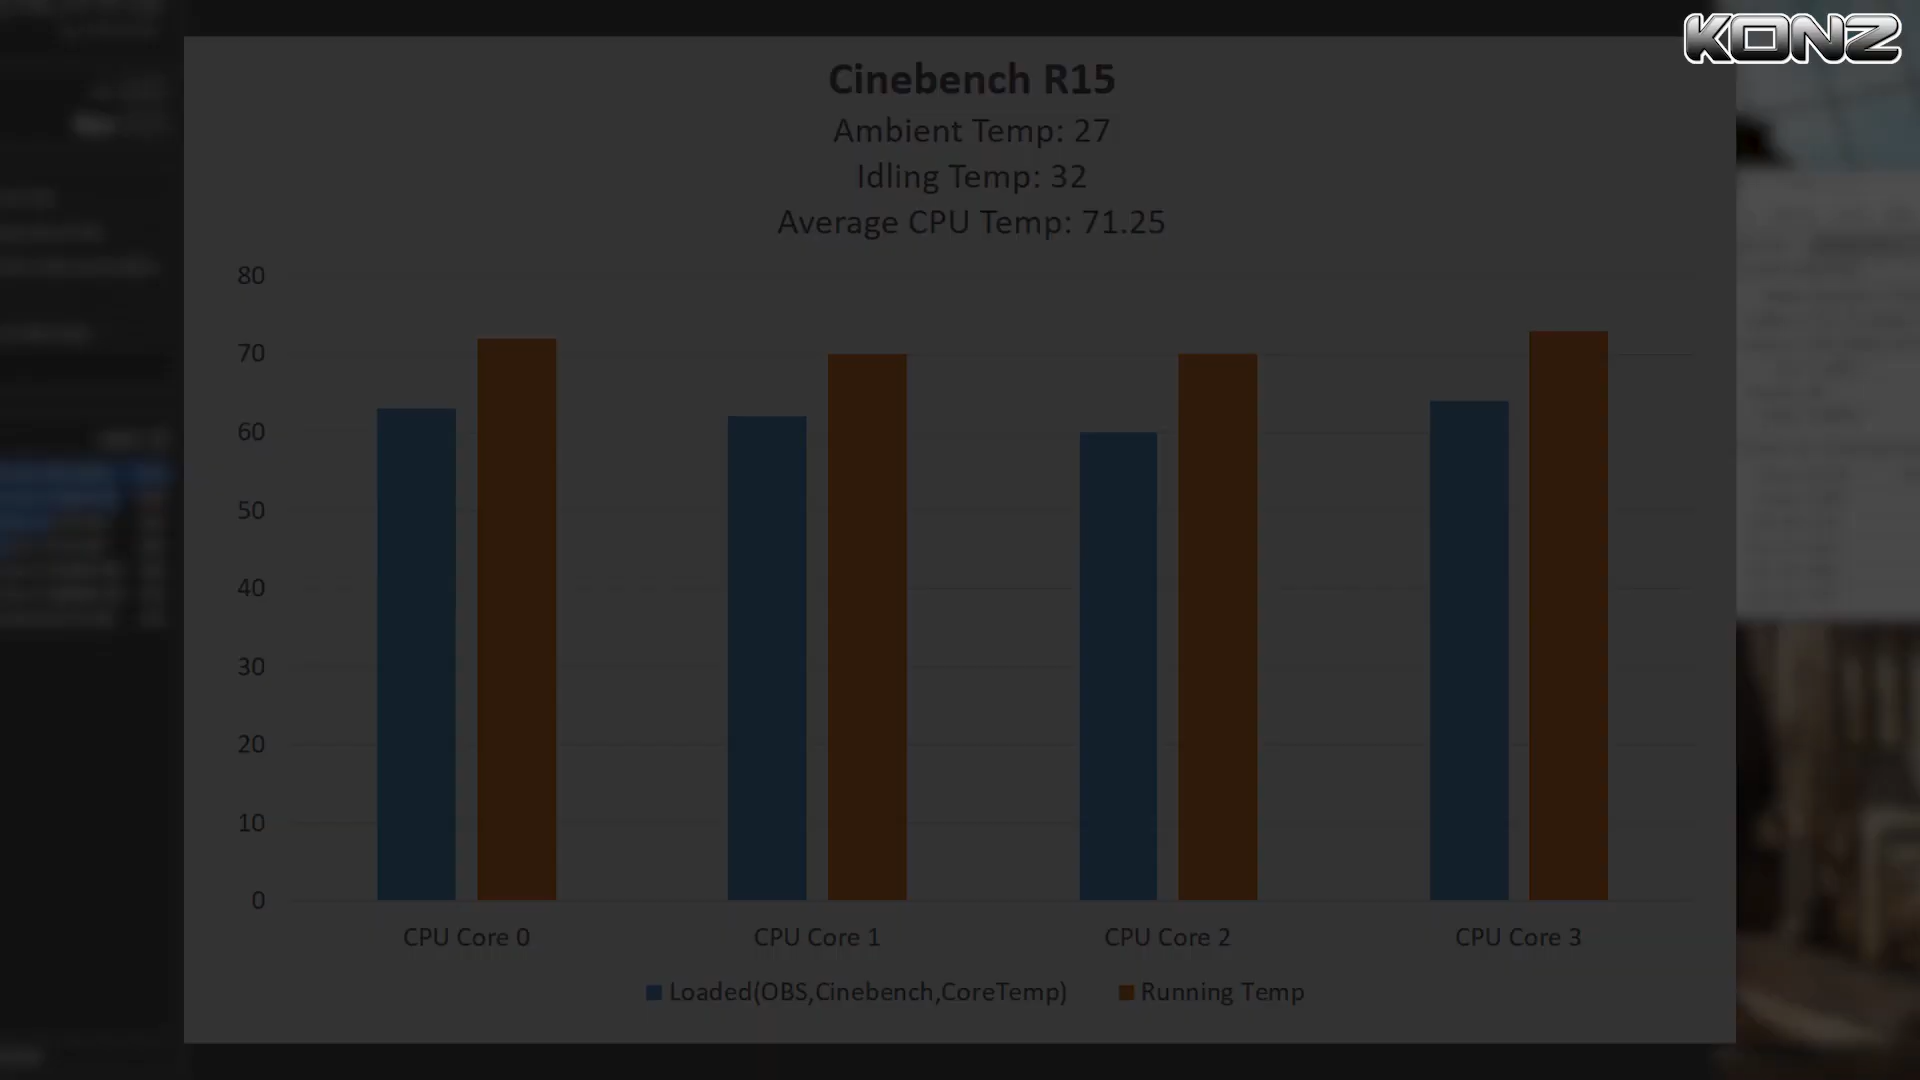 KONZ
Cinebench R15
Ambient Temp: 27
Idling Temp: 32
Average CPU Temp: 71.25
80
70
60
50
40
30
20
10
0
CPU Core 0
CPU Core 1
CPU Core 2
CPU Core 3
Loaded(OBS,Cinebench,CoreTemp)
Running Temp